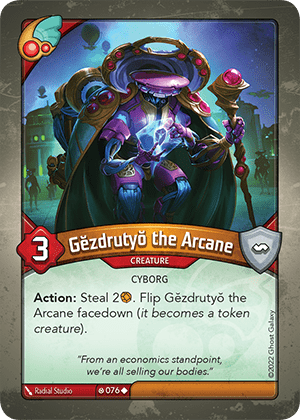 Gĕzdrutyŏ the Arcane
3
CREATURE
CYBORG
Action: Steal 2. Flip Gĕzdrutyŏ the
Arcane facedown (it becomes a token
creature).
"From an economics standpoint,
we're all selling our bodies."
Radial Studio
076
©2022 Ghost Galaxy